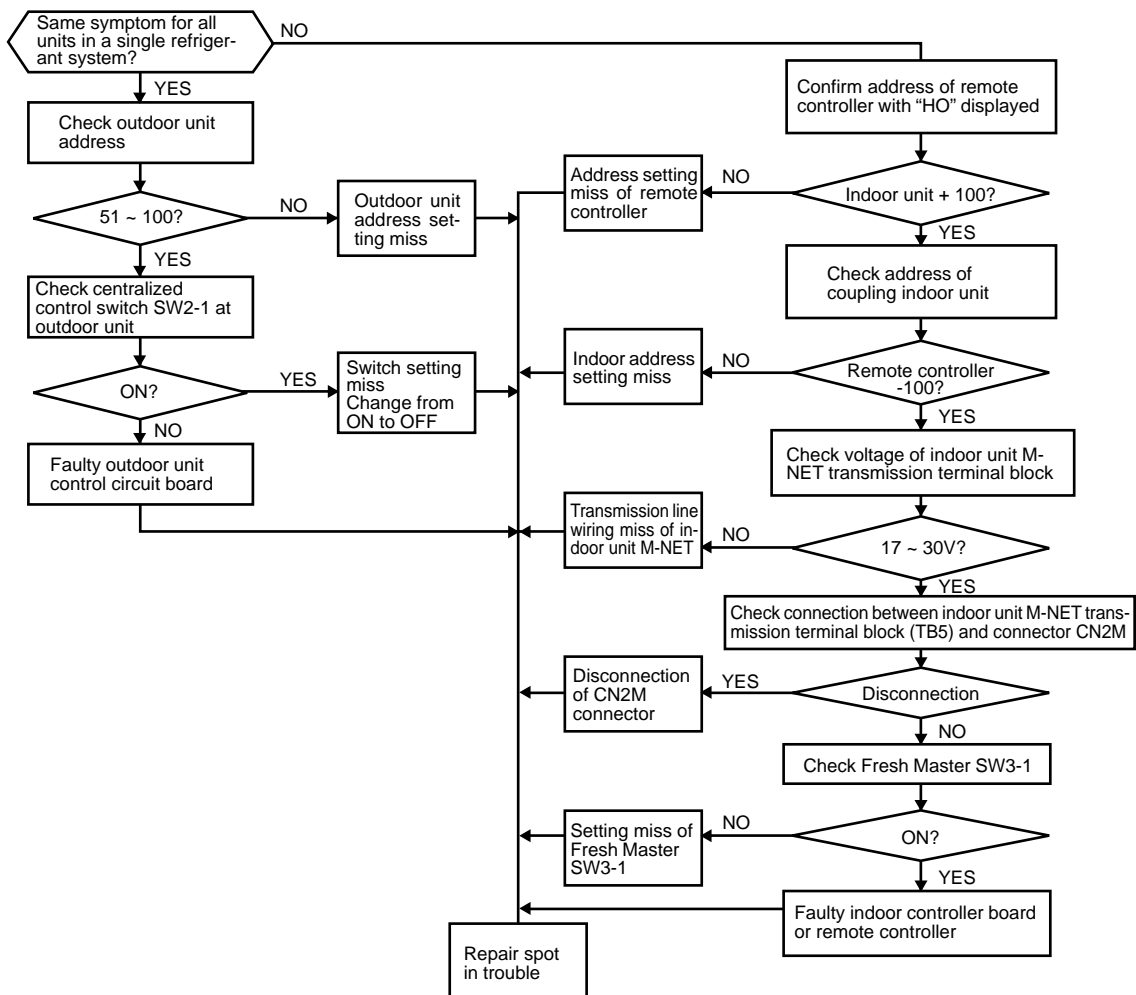 Same symptom for all
units in a single refriger-
ant system?
NO
YES
Check outdoor unit
address
51 ~ 100?
NO
Outdoor unit
address set-
ting miss
YES
Check centralized
control switch SW2-1 at
outdoor unit
ON?
YES
Switch setting
miss
Change from
ON to OFF
NO
Faulty outdoor unit
control circuit board
Confirm address of remote
controller with “HO” displayed
Indoor unit + 100?
NO
Address setting
miss of remote
controller
YES
Check address of
coupling indoor unit
Remote controller
-100?
NO
Indoor address
setting miss
YES
Check voltage of indoor unit M-
NET transmission terminal block
17 ~ 30V?
NO
Transmission line
wiring miss of in-
door unit M-NET
YES
Check connection between indoor unit M-NET trans-
mission terminal block (TB5) and connector CN2M
Disconnection
YES
Disconnection
of CN2M
connector
NO
Check Fresh Master SW3-1
ON?
NO
Setting miss of
Fresh Master
SW3-1
YES
Faulty indoor controller board
or remote controller
Repair spot
in trouble